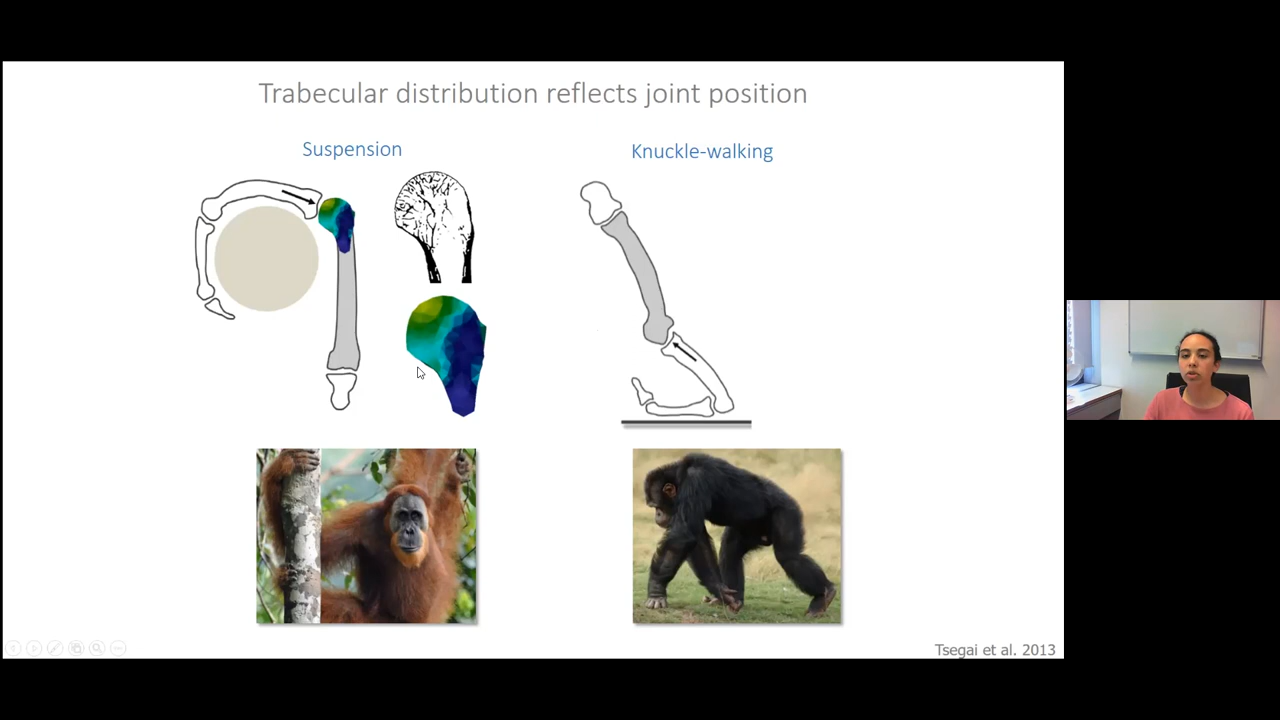 Trabecular distribution reflects joint position
Suspension
Knuckle-walking
Tsegai et al. 2013